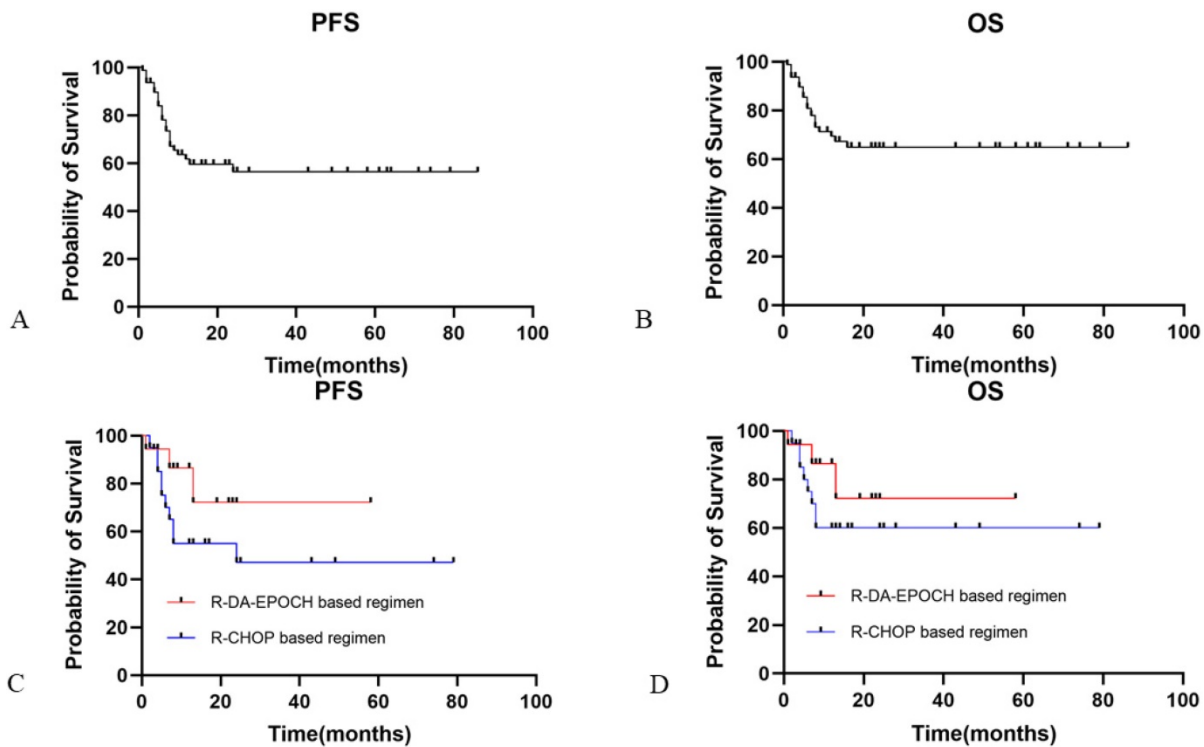 PFS
Probability of Survival
100
80
60
40
20
0
0 20 40 60 80 100
Time(months)
A
OS
Probability of Survival
100
80
60
40
20
0
0 20 40 60 80 100
Time(months)
B
PFS
Probability of Survival
100
80
60
40
20
0
R-DA-EPOCH based regimen
R-CHOP based regimen
0 20 40 60 80 100
Time(months)
C
OS
Probability of Survival
100
80
60
40
20
0
R-DA-EPOCH based regimen
R-CHOP based regimen
0 20 40 60 80 100
Time(months)
D